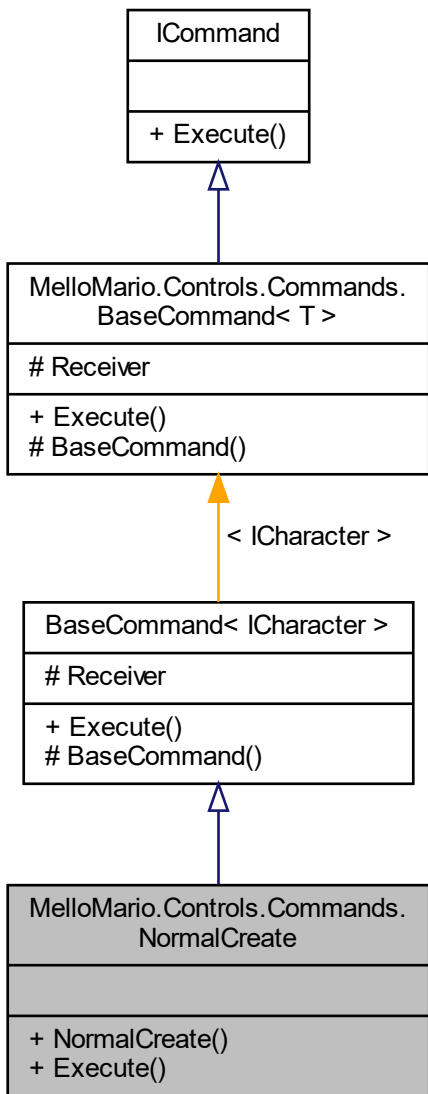 ICommand
+ Execute()
MelloMario.Controls.Commands.
BaseCommand< T >
# Receiver
+ Execute()
# BaseCommand()
< ICharacter >
BaseCommand< ICharacter >
# Receiver
+ Execute()
# BaseCommand()
MelloMario.Controls.Commands.
NormalCreate
+ NormalCreate()
+ Execute()